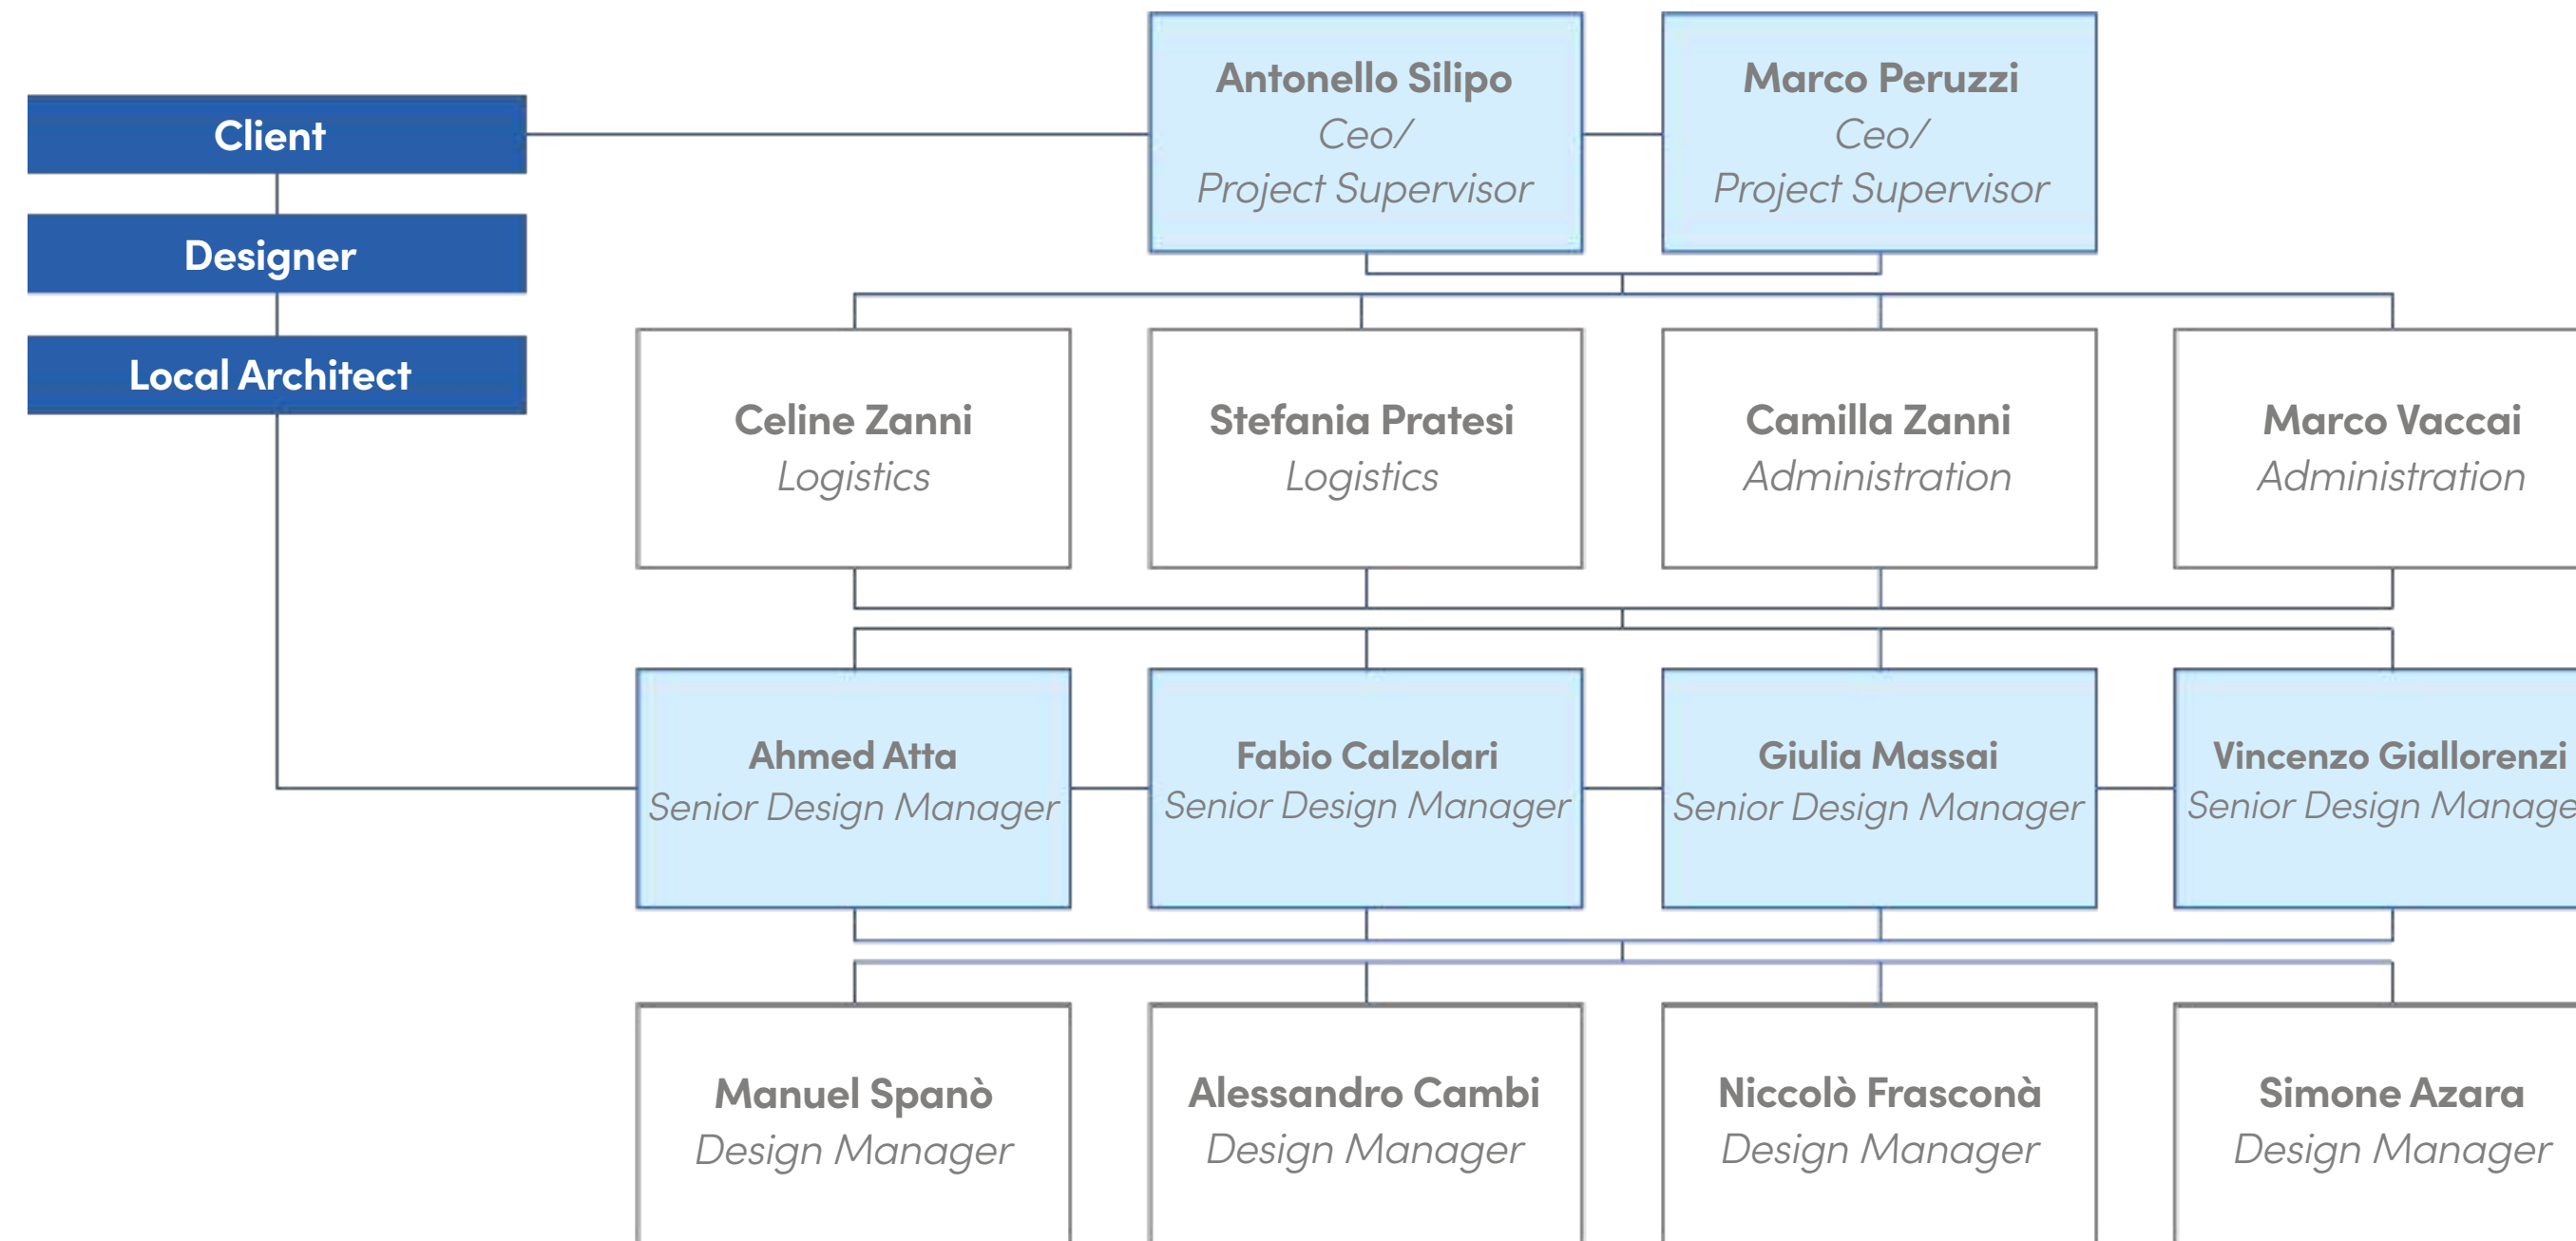 Client
Designer
Local Architect
Antonello Silipo
Ceo/
Project Supervisor
Marco Peruzzi
Ceo/
Project Supervisor
Celine Zanni
Logistics
Stefania Pratesi
Logistics
Camilla Zanni
Administration
Marco Vaccai
Administration
Ahmed Atta
Senior Design Manager
Fabio Calzolari
Senior Design Manager
Giulia Massai
Senior Design Manager
Vincenzo Giallorenzi
Senior Design Manage
Manuel Spanò
Design Manager
Alessandro Cambi
Design Manager
Niccolò Frasconà
Design Manager
Simone Azara
Design Manager